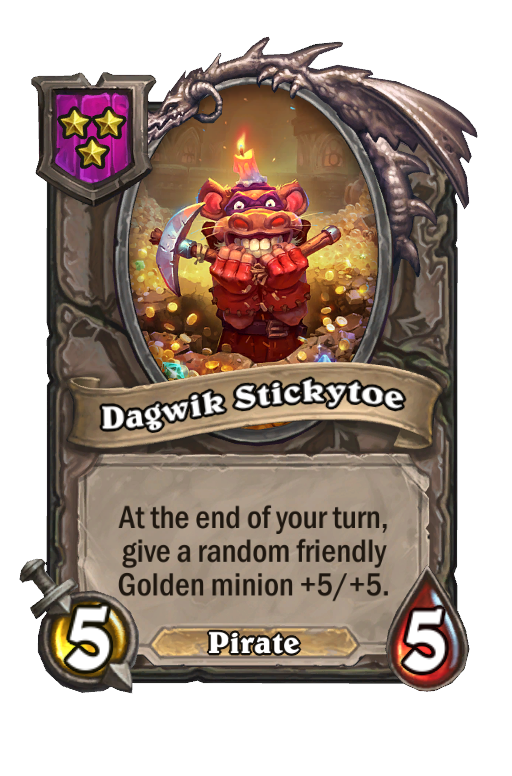 Dagwik Stickytoe
At the end of your turn,
give a random friendly
Golden minion +5/+5.
5
Pirate
5